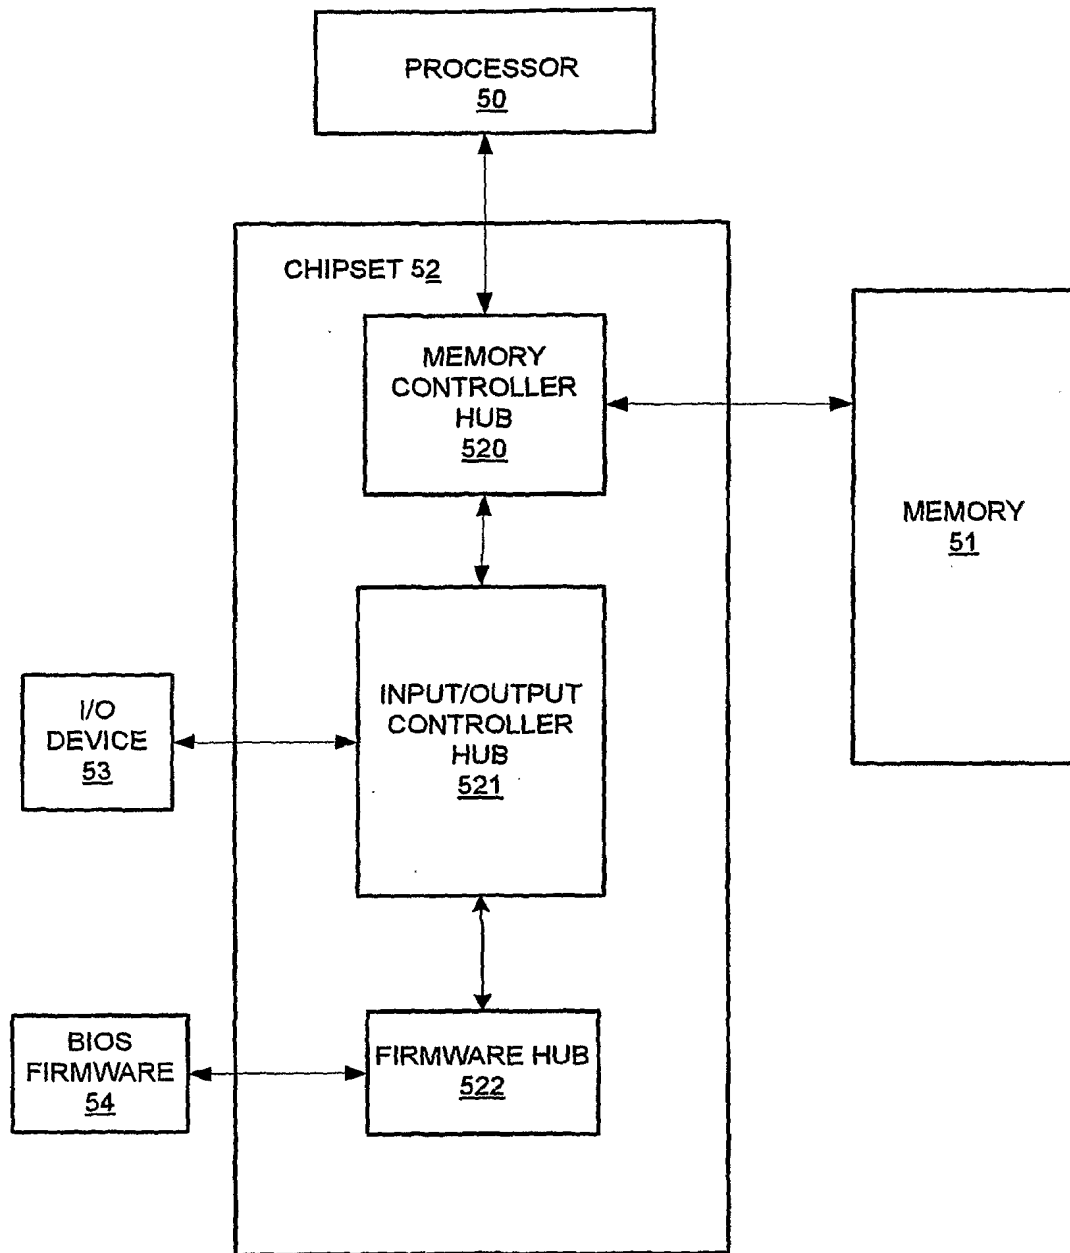 PROCESSOR
50
CHIPSET 52
MEMORY
CONTROLLER
HUB
520
MEMORY
51
INPUT/OUTPUT
CONTROLLER
HUB
521
I/O
DEVICE
53
BIOS
FIRMWARE
54
FIRMWARE HUB
522